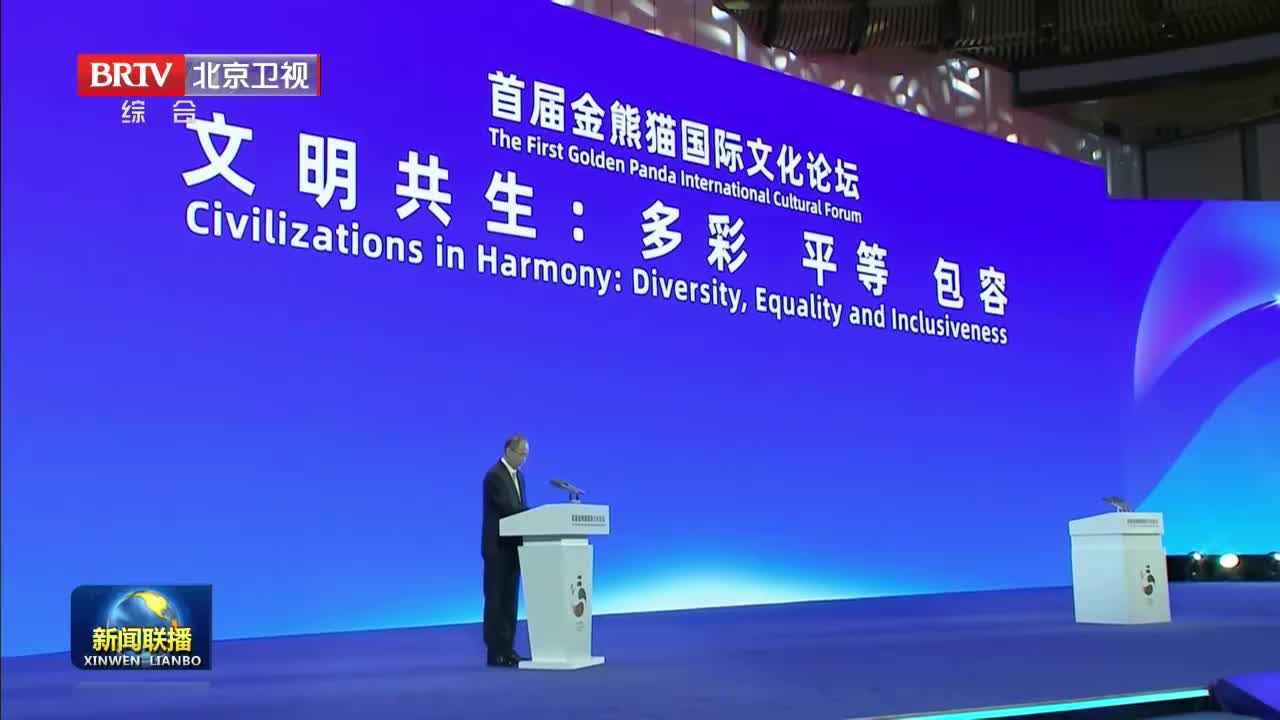 BRTV 北京卫视
综合
首届金熊猫国际文化论坛
The First Golden Panda International Cultural Forum
文明共生：多彩 平等 包容
Civilizations in Harmony: Diversity, Equality and Inclusiveness
新闻联播
XINWEN LIANBO